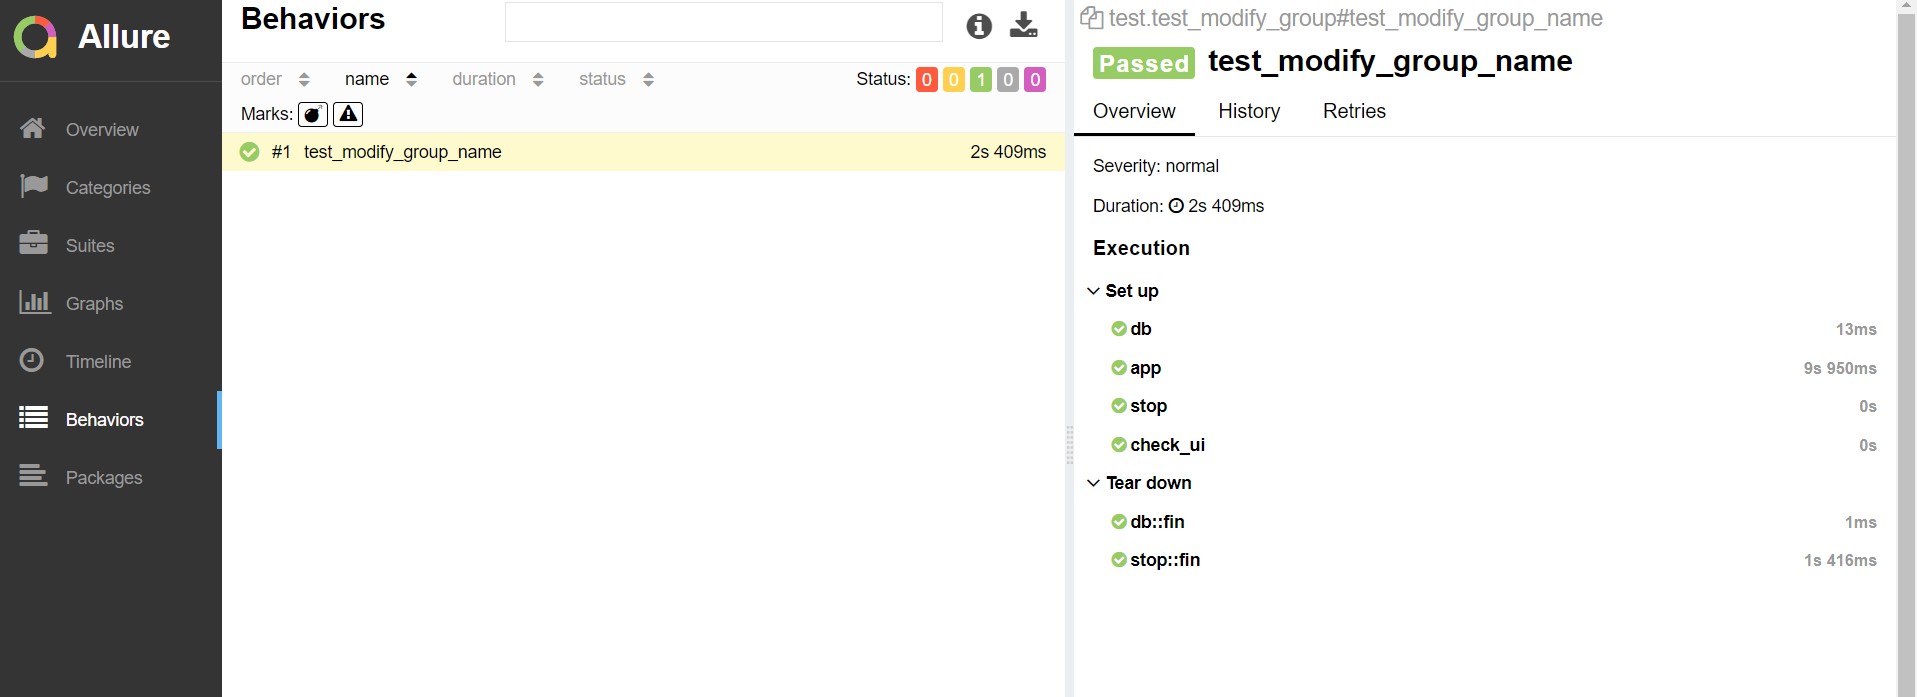 Allure
Overview
Categories
Suites
Graphs
Timeline
Behaviors
Packages
Behaviors
order name duration status Status: 0 0 1 0 0
Marks:
#1 test_modify_group_name 2s 409ms
test.test_modify_group#test_modify_group_name
Passed test_modify_group_name
Overview History Retries
Severity: normal
Duration: 2s 409ms
Execution
Set up
db 13ms
app 9s 950ms
stop 0s
check_ui 0s
Tear down
db::fin 1ms
stop::fin 1s 416ms